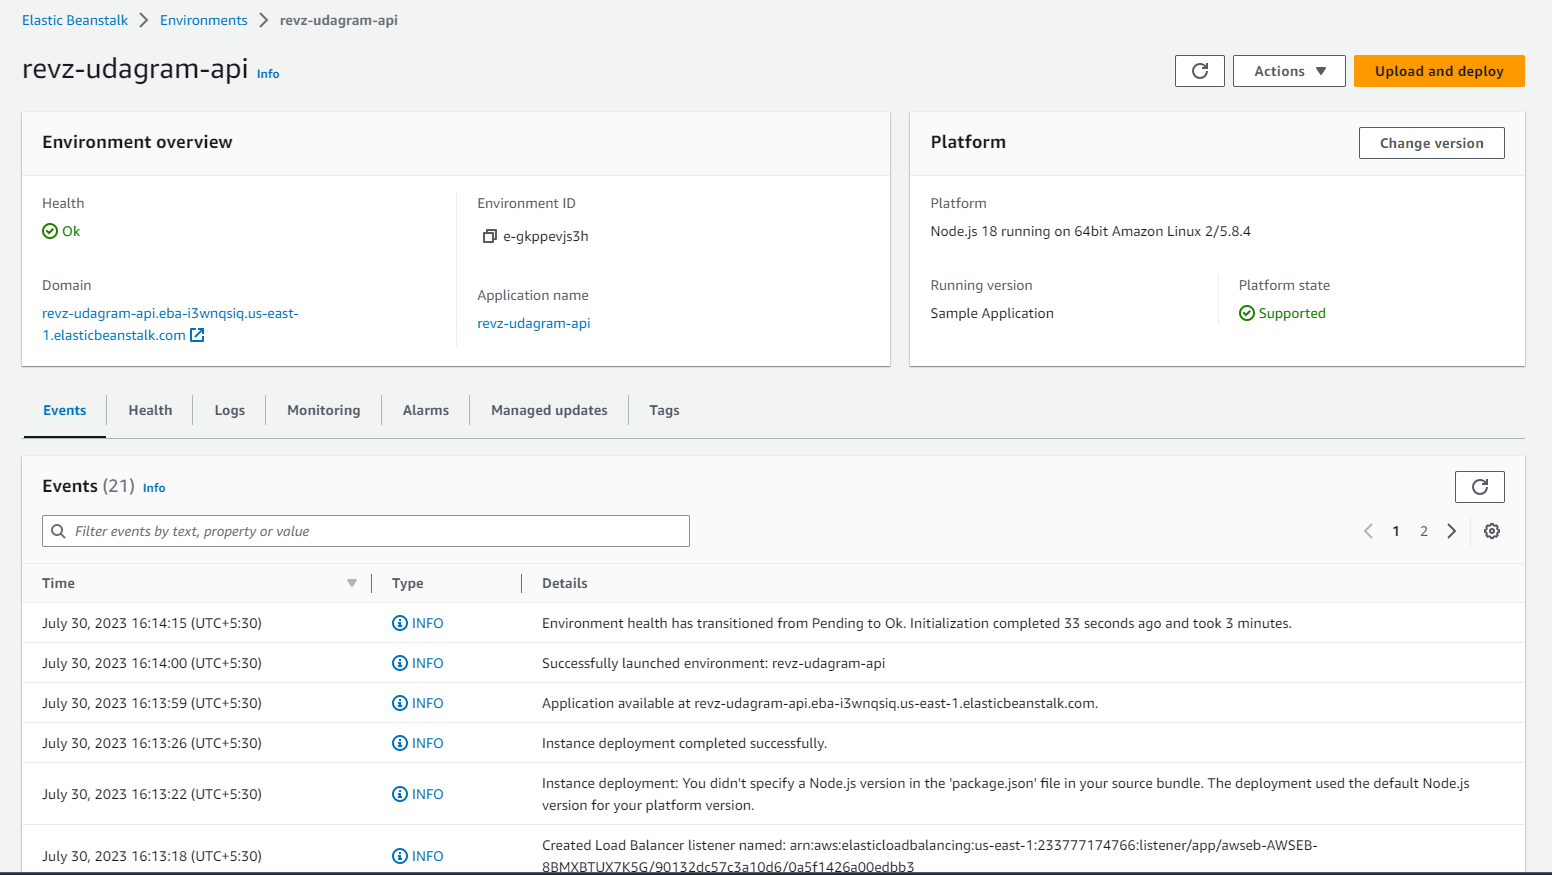 Elastic Beanstalk > Environments > revz-udagram-api
revz-udagram-api Info
Actions
Upload and deploy
Environment overview
Health
Ok
Domain
revz-udagram-api.eba-i3wnqsiq.us-east-
1.elasticbeanstalk.com
Environment ID
e-gkppevjs3h
Application name
revz-udagram-api
Platform
Change version
Platform
Node.js 18 running on 64bit Amazon Linux 2/5.8.4
Running version
Sample Application
Platform state
Supported
Events
Health
Logs
Monitoring
Alarms
Managed updates
Tags
Events (21) Info
Filter events by text, property or value
1 2
Time Type Details
July 30, 2023 16:14:15 (UTC+5:30) INFO Environment health has transitioned from Pending to Ok. Initialization completed 33 seconds ago and took 3 minutes.
July 30, 2023 16:14:00 (UTC+5:30) INFO Successfully launched environment: revz-udagram-api
July 30, 2023 16:13:59 (UTC+5:30) INFO Application available at revz-udagram-api.eba-i3wnqsiq.us-east-1.elasticbeanstalk.com.
July 30, 2023 16:13:26 (UTC+5:30) INFO Instance deployment completed successfully.
July 30, 2023 16:13:22 (UTC+5:30) INFO Instance deployment: You didn't specify a Node.js version in the 'package.json' file in your source bundle. The deployment used the default Node.js
version for your platform version.
July 30, 2023 16:13:18 (UTC+5:30) INFO Created Load Balancer listener named: arn:aws:elasticloadbalancing:us-east-1:233777174766:listener/app/awseb-AWSEB-
8BMXBTUX7K5G/90132dc57c3a10d6/0a5f1426a00edbb3